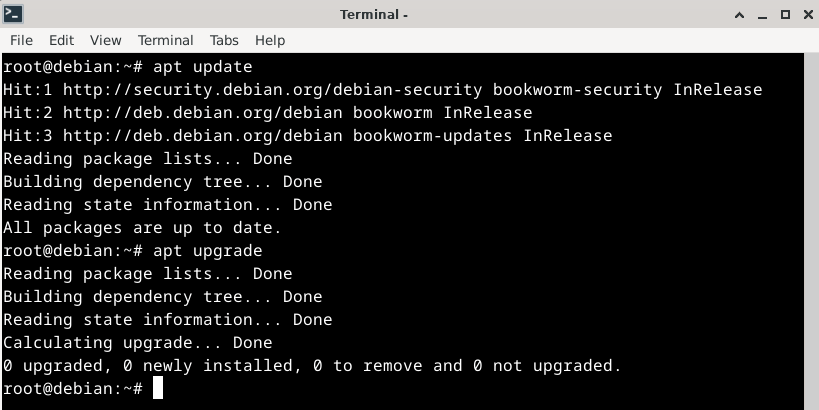 Terminal -
File Edit View Terminal Tabs Help
root@debian:~# apt update
Hit:1 http://security.debian.org/debian-security bookworm-security InRelease
Hit:2 http://deb.debian.org/debian bookworm InRelease
Hit:3 http://deb.debian.org/debian bookworm-updates InRelease
Reading package lists... Done
Building dependency tree... Done
Reading state information... Done
All packages are up to date.
root@debian:~# apt upgrade
Reading package lists... Done
Building dependency tree... Done
Reading state information... Done
Calculating upgrade... Done
0 upgraded, 0 newly installed, 0 to remove and 0 not upgraded.
root@debian:~#